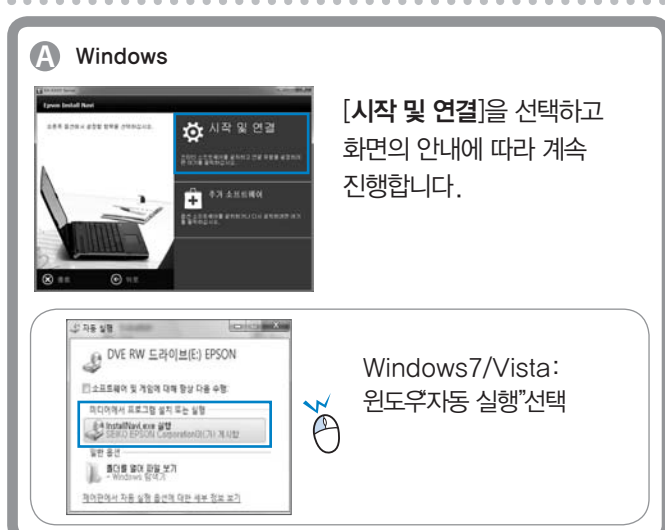 A Windows
Epson Install Navi
시작 및 연결
추가 소프트웨어
종료
뒤로
[시작 및 연결]을 선택하고
화면의 안내에 따라 계속
진행합니다.
자동 실행
DVE RW 드라이브(E:) EPSON
소프트웨어 및 게임에 대해 항상 다음 수행:
미디어에서 프로그램 설치 또는 실행
InstallNavi.exe 실행
SEIKO EPSON Corporation이(가) 게시함
일반 옵션
폴더를 열어 파일 보기
- Windows 탐색기
제어판에서 자동 실행 옵션에 대한 세부 정보 보기
Windows7/Vista:
윈도우“자동 실행”선택